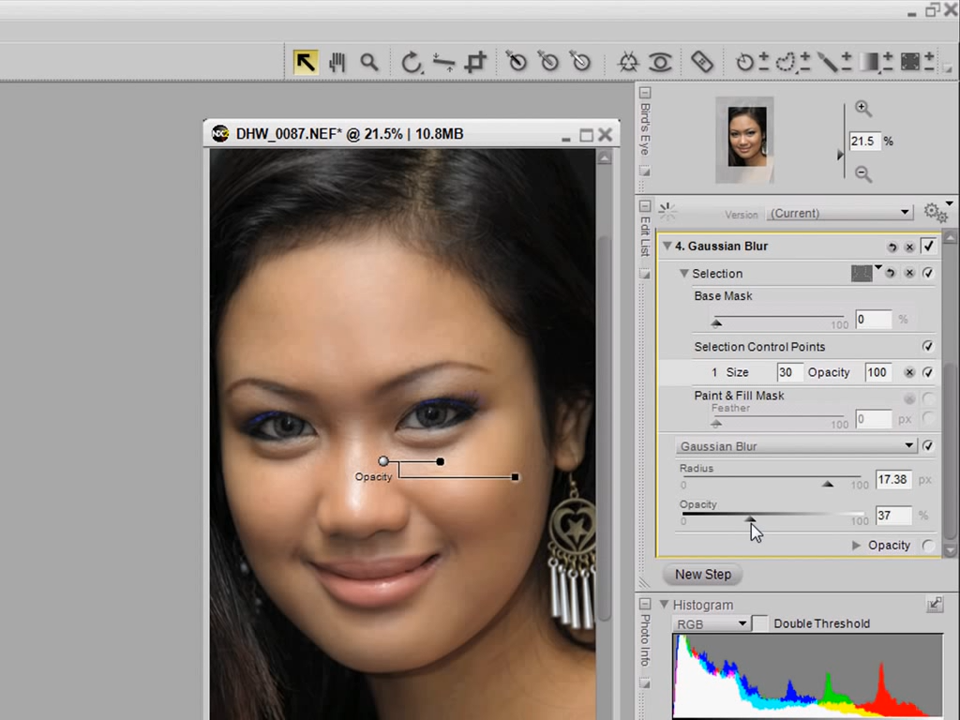 DHW_0087.NEF* @ 21.5% | 10.8MB
Bird's Eye
21.5 %
Edit List
Version (Current)
4. Gaussian Blur
Selection
Base Mask
0 100 0 %
Selection Control Points
1 Size 30 Opacity 100
Paint & Fill Mask
Feather
0 100 0 px
Gaussian Blur
Radius
0 100 17.38 px
Opacity
0 100 37 %
Opacity
New Step
Opacity
Photo Info
Histogram
RGB Double Threshold